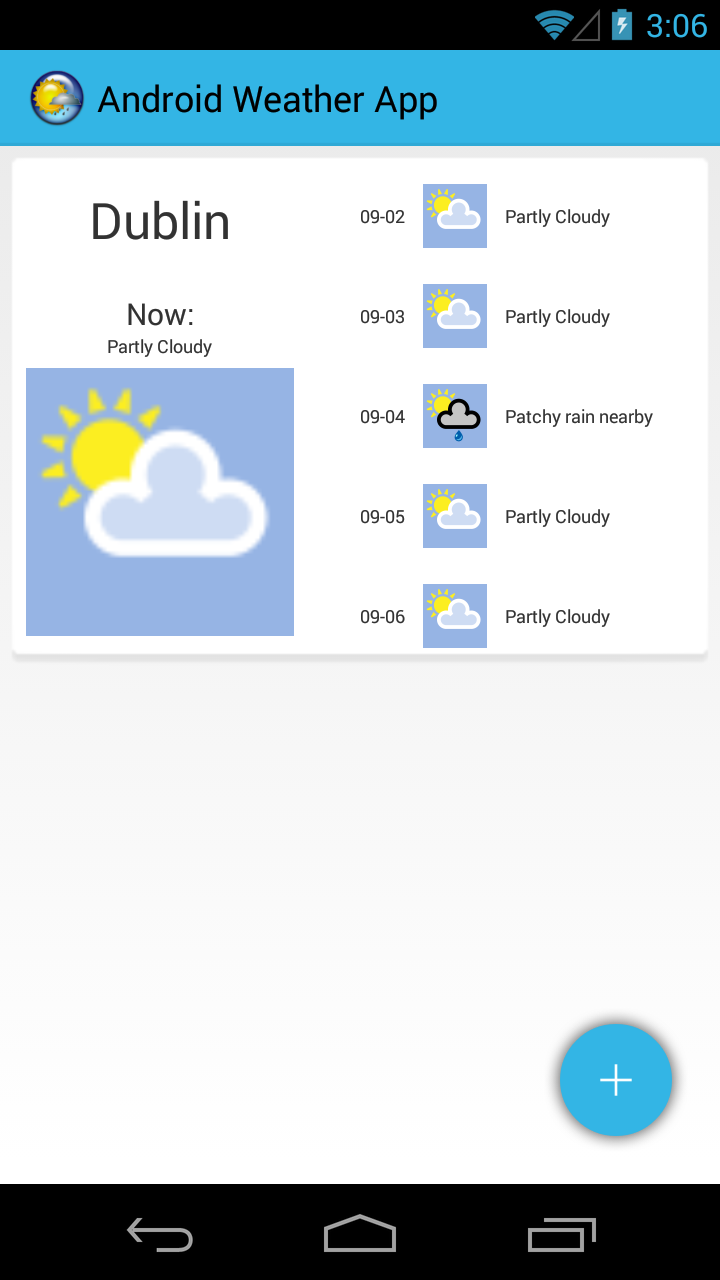 3:06
Android Weather App
Dublin
Now:
Partly Cloudy
09-02 Partly Cloudy
09-03 Partly Cloudy
09-04 Patchy rain nearby
09-05 Partly Cloudy
09-06 Partly Cloudy